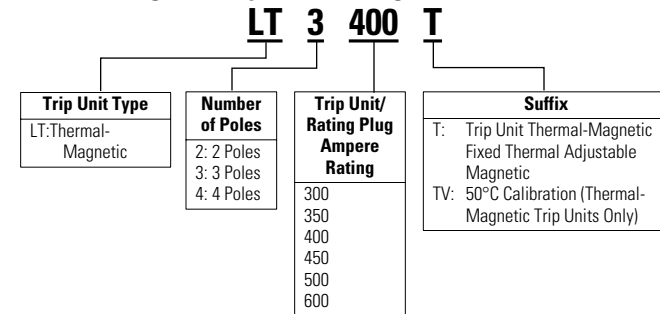 LT 3 400 T
Trip Unit Type
LT:Thermal-
Magnetic
Number
of Poles
2: 2 Poles
3: 3 Poles
4: 4 Poles
Trip Unit/
Rating Plug
Ampere
Rating
300
350
400
450
500
600
Suffix
T: Trip Unit Thermal-Magnetic
Fixed Thermal Adjustable
Magnetic
TV: 50°C Calibration (Thermal-
Magnetic Trip Units Only)